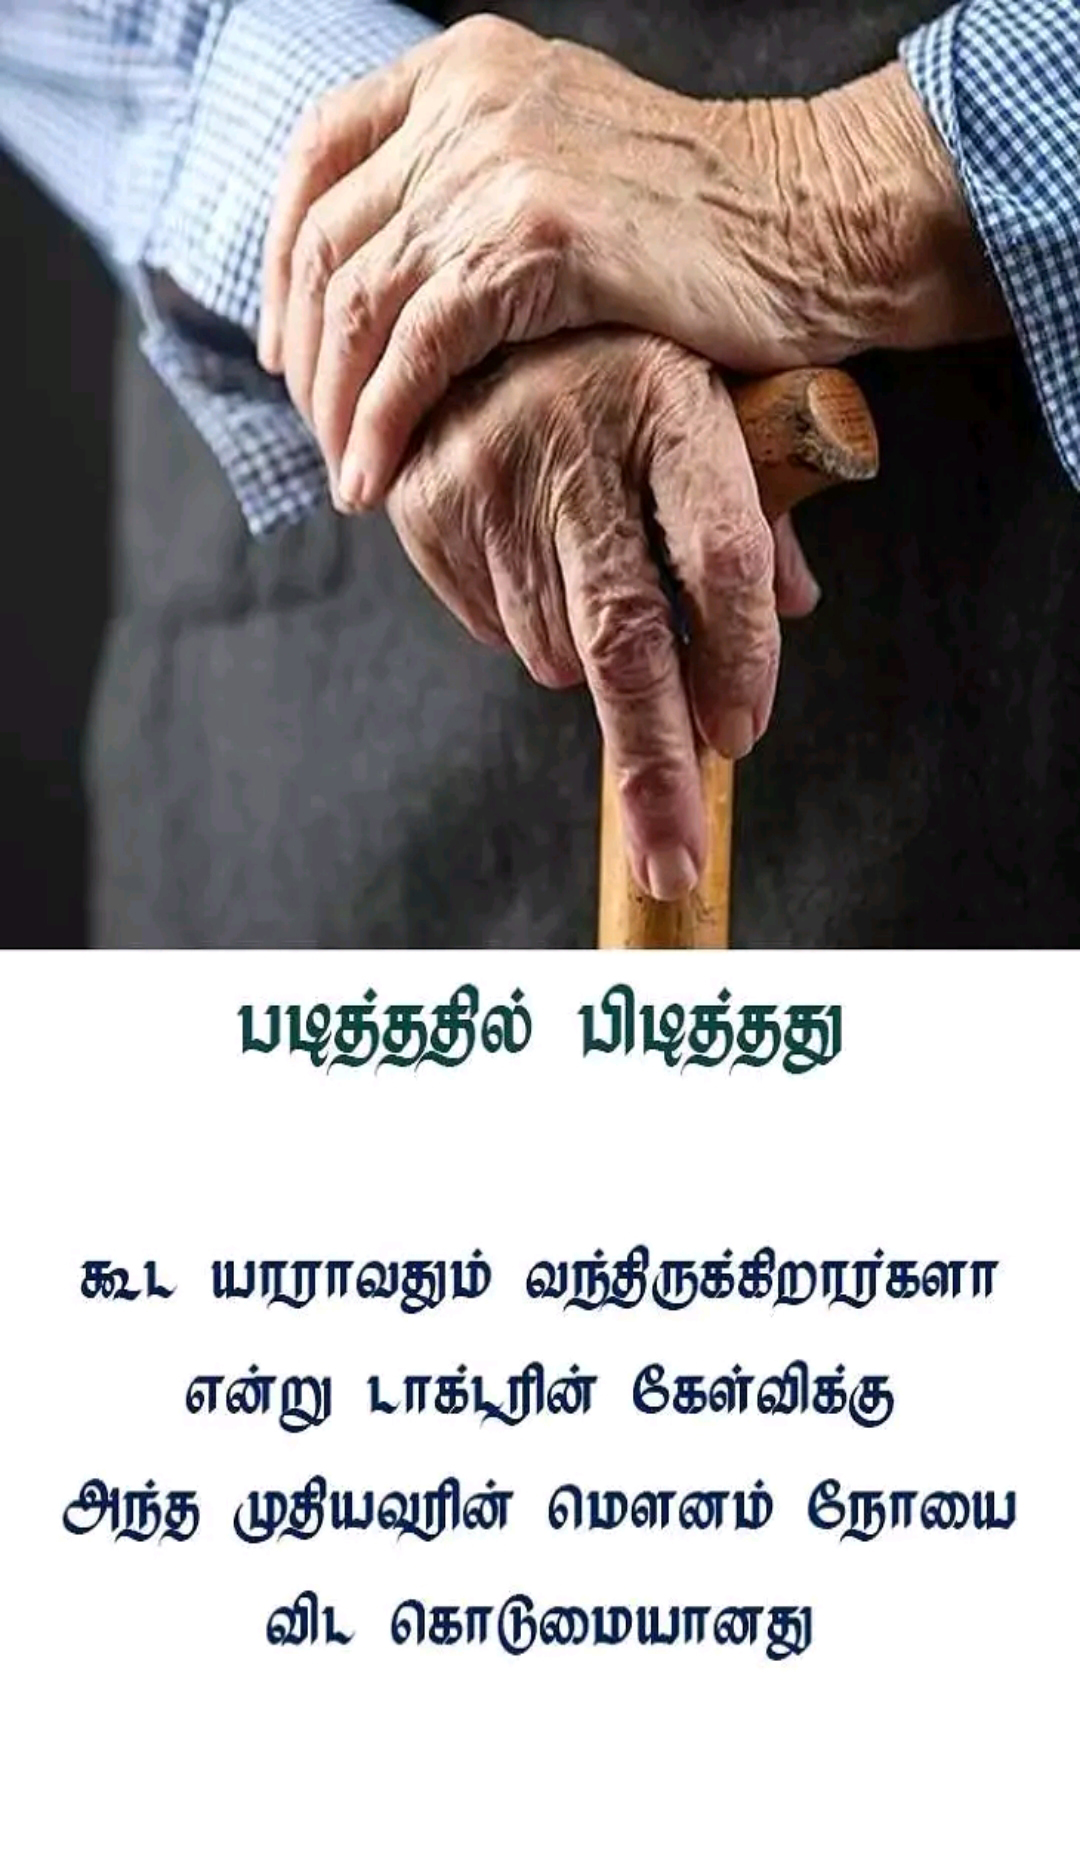 படித்ததில் பிடித்தது
கூட யாராவதும் வந்திருக்கிறார்களா
என்று டாக்டரின் கேள்விக்கு
அந்த முதியவரின் மௌனம் நோயை
விட கொடுமையானது